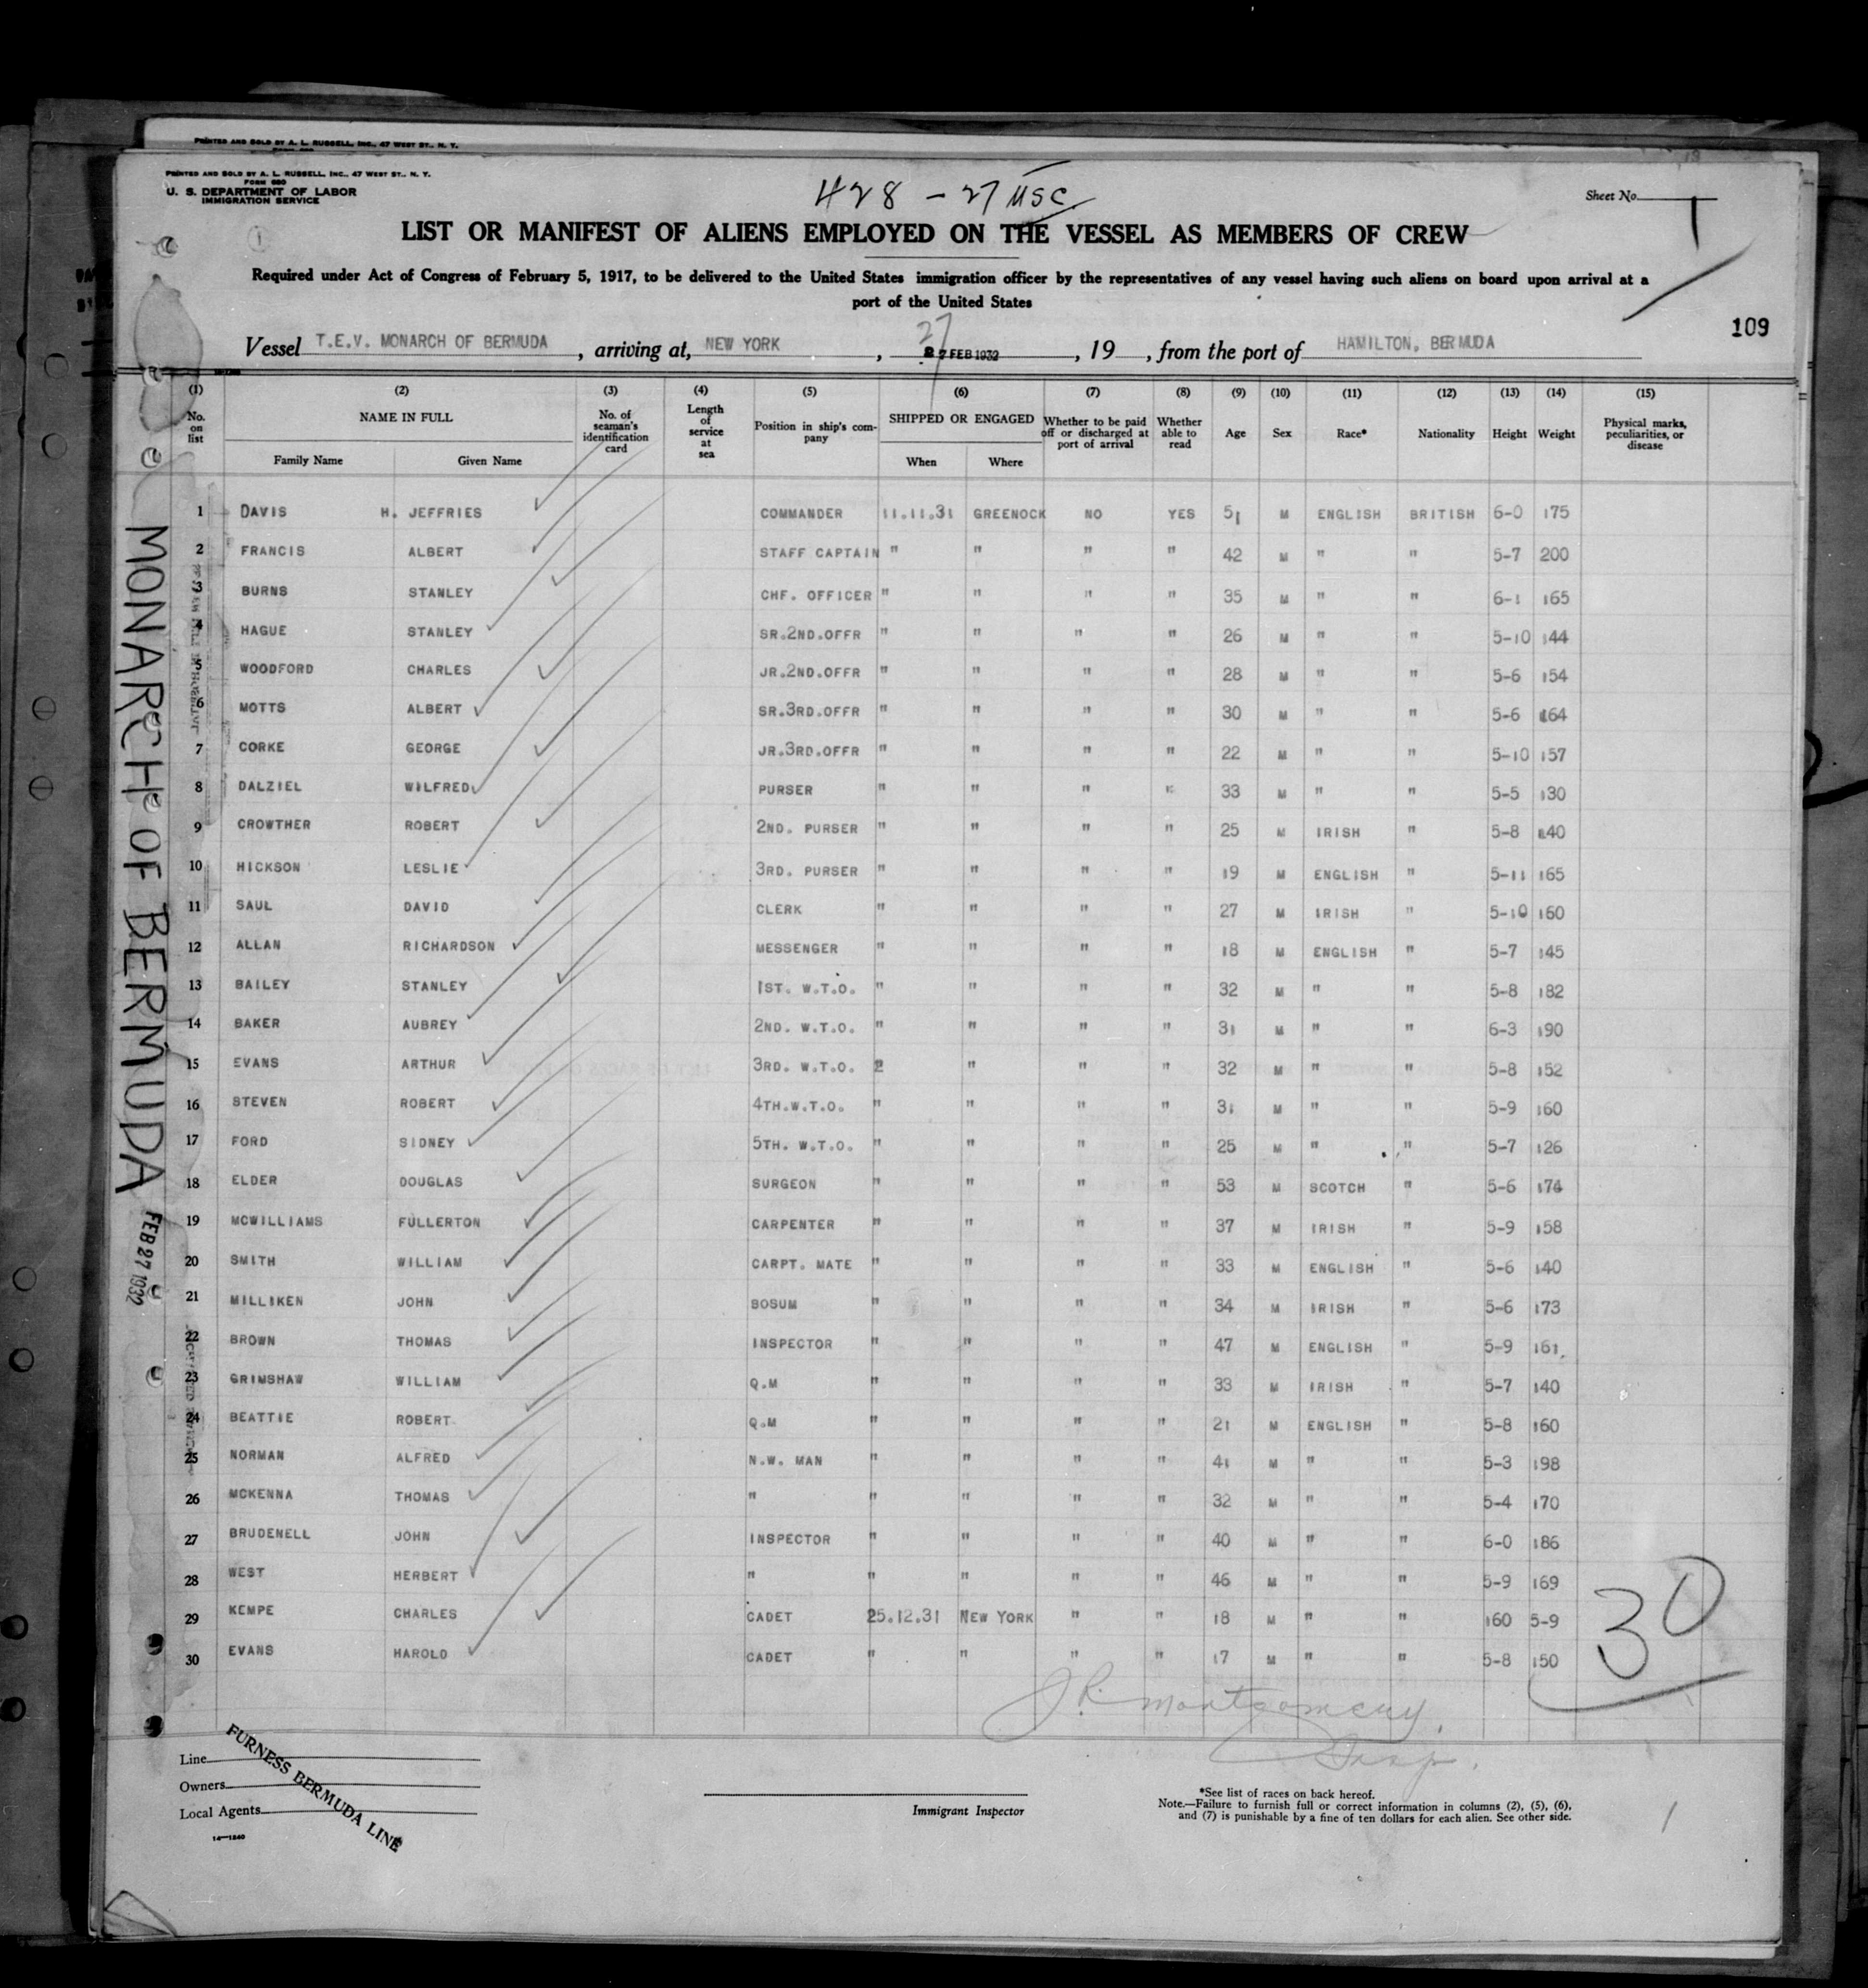 PRINTED AND SOLD BY A. L. RUSSELL, INC., 47 WEST ST., N. Y.
PRINTED AND SOLD BY A. L. RUSSELL, INC., 47 WEST ST., N. Y.
FORM 680
U. S. DEPARTMENT OF LABOR
IMMIGRATION SERVICE
428 - 27 MSC
Sheet No. 1
LIST OR MANIFEST OF ALIENS EMPLOYED ON THE VESSEL AS MEMBERS OF CREW
Required under Act of Congress of February 5, 1917, to be delivered to the United States immigration officer by the representatives of any vessel having such aliens on board upon arrival at a
port of the United States
109
27
Vessel T.E.V. MONARCH OF BERMUDA, arriving at, NEW YORK, FEB 1932, 19, from the port of HAMILTON, BERMUDA
(1) (2) (3) (4) (5) (6) (7) (8) (9) (10) (11) (12) (13) (14) (15)
No. on list NAME IN FULL Family Name Given Name No. of seaman's identification card Length of service at sea Position in ship's company SHIPPED OR ENGAGED When Where Whether to be paid off or discharged at port of arrival Whether able to read Age Sex Race* Nationality Height Weight Physical marks, peculiarities, or disease
1 DAVIS H. JEFFRIES COMMANDER 11.11.31 GREENOCK NO YES 51 M ENGLISH BRITISH 6-0 175
2 FRANCIS ALBERT STAFF CAPTAIN " " " " 42 M " " 5-7 200
3 BURNS STANLEY CHF. OFFICER " " " " 35 M " " 6-1 165
4 HAGUE STANLEY SR.2ND.OFFR " " " " 26 M " " 5-10 144
5 WOODFORD CHARLES JR.2ND.OFFR " " " " 28 M " " 5-6 154
6 MOTTS ALBERT SR.3RD.OFFR " " " " 30 M " " 5-6 164
7 CORKE GEORGE JR.3RD.OFFR " " " " 22 M " " 5-10 157
8 DALZIEL WILFRED PURSER " " " " 33 M " " 5-5 130
9 CROWTHER ROBERT 2ND. PURSER " " " " 25 M IRISH " 5-8 140
10 HICKSON LESLIE 3RD. PURSER " " " " 19 M ENGLISH " 5-11 165
11 SAUL DAVID CLERK " " " " 27 M IRISH " 5-10 160
12 ALLAN RICHARDSON MESSENGER " " " " 18 M ENGLISH " 5-7 145
13 BAILEY STANLEY 1ST. W.T.O. " " " " 32 M " " 5-8 182
14 BAKER AUBREY 2ND. W.T.O. " " " " 31 M " " 6-3 190
15 EVANS ARTHUR 3RD. W.T.O. 2 " " " 32 M " " 5-8 152
16 STEVEN ROBERT 4TH.W.T.O. " " " " 31 M " " 5-9 160
17 FORD SIDNEY 5TH. W.T.O. " " " " 25 M " " 5-7 126
18 ELDER DOUGLAS SURGEON " " " " 53 M SCOTCH " 5-6 174
19 MCWILLIAMS FULLERTON CARPENTER " " " " 37 M IRISH " 5-9 158
20 SMITH WILLIAM CARPT. MATE " " " " 33 M ENGLISH " 5-6 140
21 MILLIKEN JOHN BOSUM " " " " 34 M IRISH " 5-6 173
22 BROWN THOMAS INSPECTOR " " " " 47 M ENGLISH " 5-9 161.
23 GRIMSHAW WILLIAM Q.M " " " " 33 M IRISH " 5-7 140
24 BEATTIE ROBERT Q.M " " " " 21 M ENGLISH " 5-8 160
25 NORMAN ALFRED N.W. MAN " " " " 41 M " " 5-3 198
26 MCKENNA THOMAS " " " " " 32 M " " 5-4 170
27 BRUDENELL JOHN INSPECTOR " " " " 40 M " " 6-0 186
28 WEST HERBERT " " " " " 46 M " " 5-9 169
29 KEMPE CHARLES CADET 25.12.31 NEW YORK " " 18 M " " 160 5-9
30 EVANS HAROLD CADET " " " " 17 M " " 5-8 150
30
J R Montgomery.
Insp.
MONARCH OF BERMUDA FEB 27 1932
Line
Owners
Local Agents
FURNESS BERMUDA LINE
14—1240
Immigrant Inspector
*See list of races on back hereof.
Note.—Failure to furnish full or correct information in columns (2), (5), (6),
and (7) is punishable by a fine of ten dollars for each alien. See other side.
1